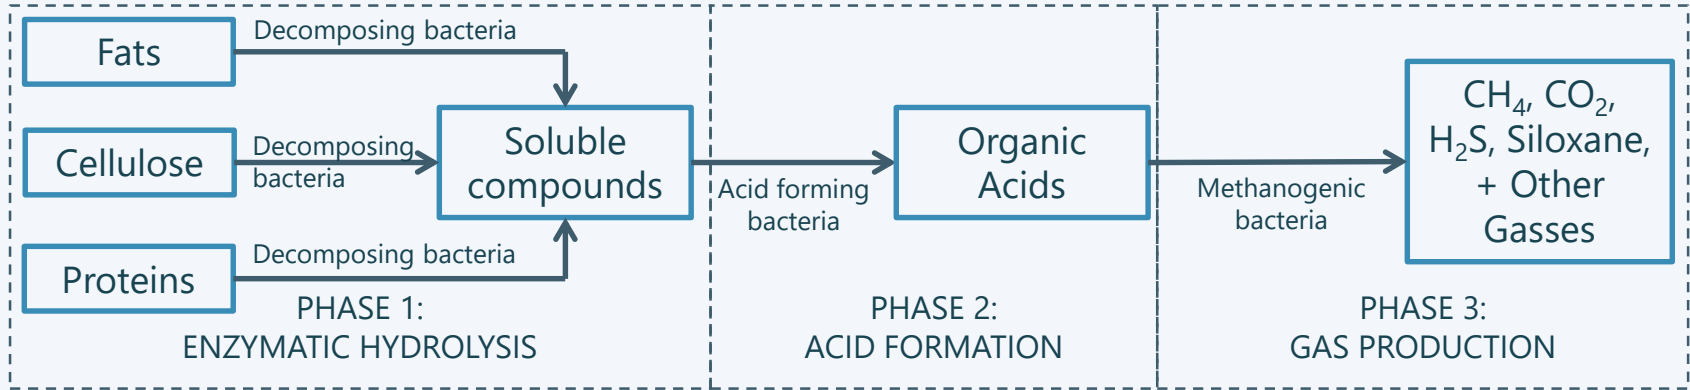 Fats
Decomposing bacteria
Cellulose
Decomposing
bacteria
Proteins
Decomposing bacteria
Soluble
compounds
PHASE 1:
ENZYMATIC HYDROLYSIS
Acid forming
bacteria
Organic
Acids
PHASE 2:
ACID FORMATION
Methanogenic
bacteria
CH₄, CO₂,
H₂S, Siloxane,
+ Other
Gasses
PHASE 3:
GAS PRODUCTION